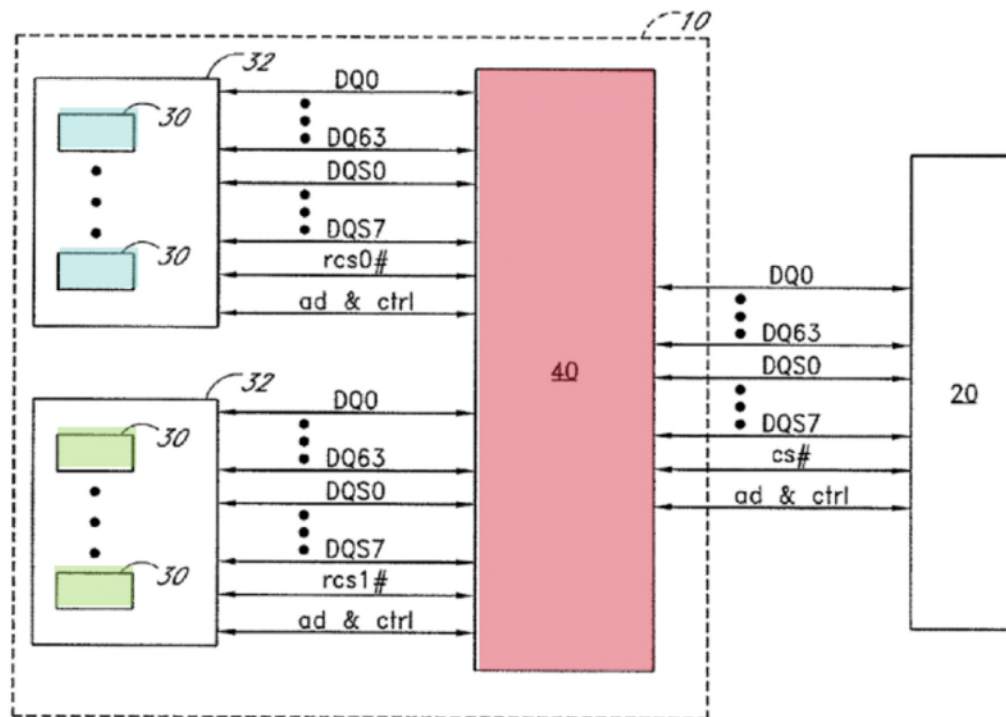 10
32
30
30
DQ0
DQ63
DQS0
DQS7
rcs0#
ad & ctrl
32
30
30
DQ0
DQ63
DQS0
DQS7
rcs1#
ad & ctrl
40
DQ0
DQ63
DQS0
DQS7
cs#
ad & ctrl
20